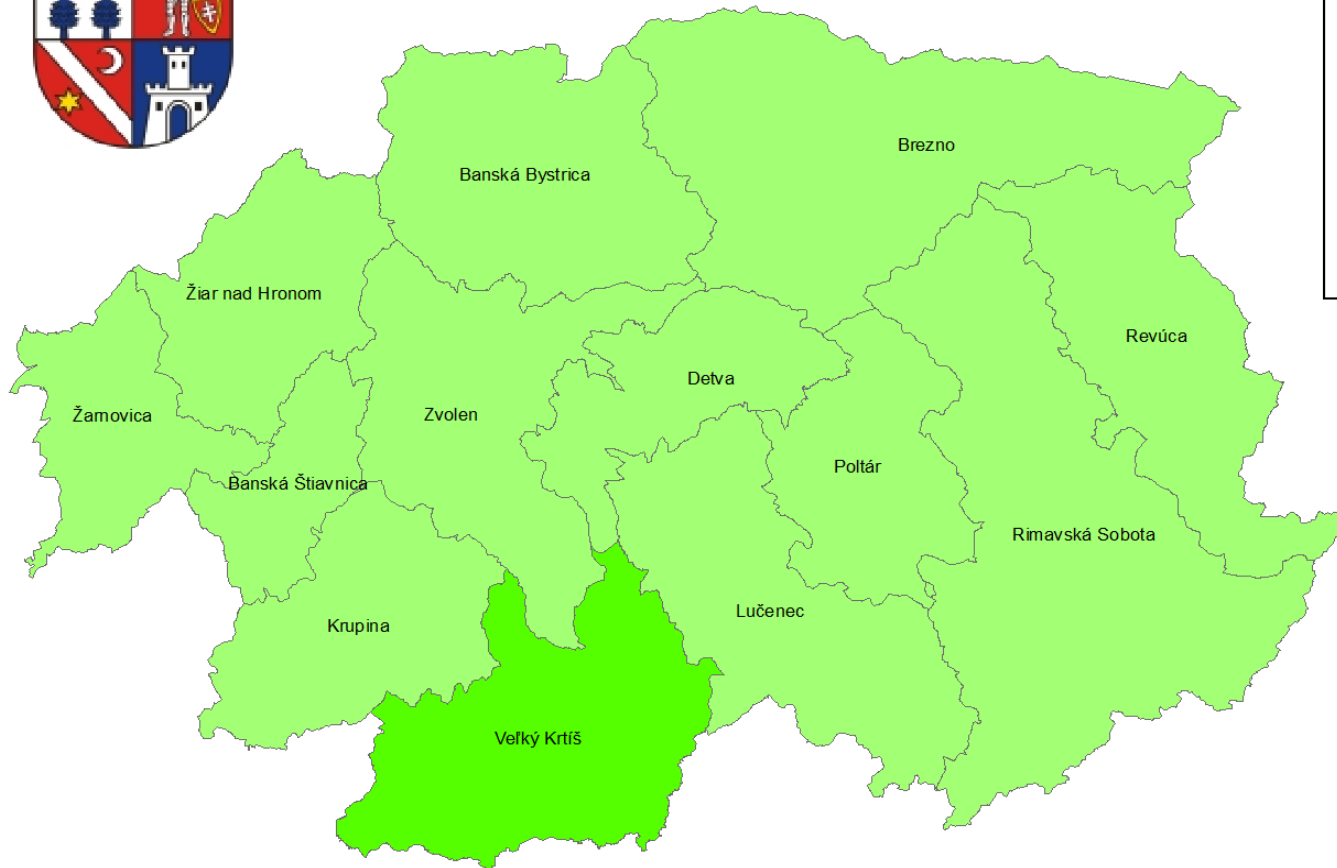 Brezno
Banská Bystrica
Žiar nad Hronom
Revúca
Detva
Žarnovica
Zvolen
Poltár
Banská Štiavnica
Rimavská Sobota
Lučenec
Krupina
Veľký Krtíš